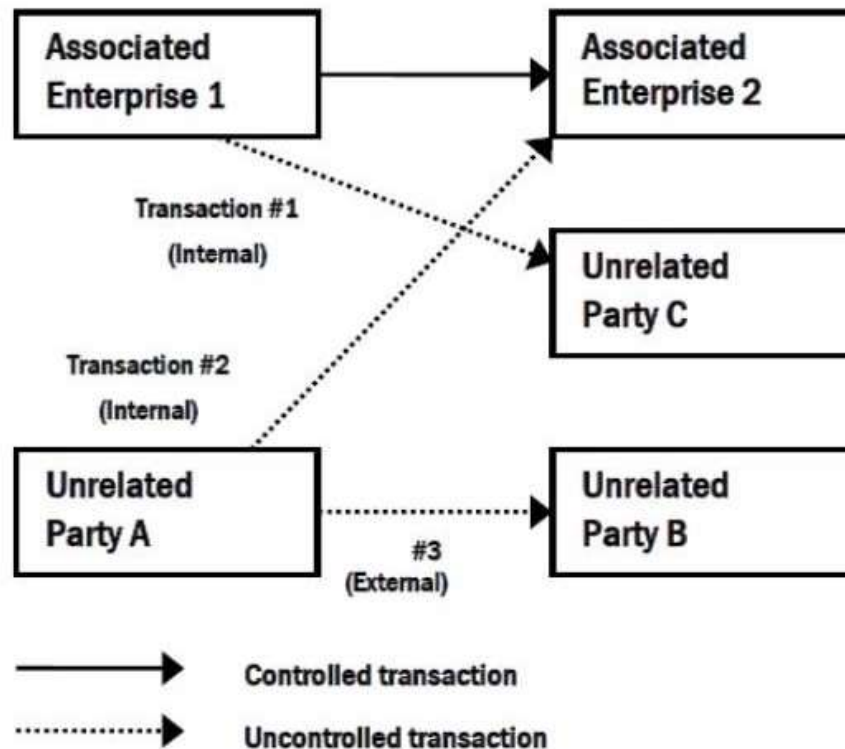 Associated
Enterprise 1
Associated
Enterprise 2
Transaction #1
(Internal)
Unrelated
Party C
Transaction #2
(Internal)
Unrelated
Party A
Unrelated
Party B
#3
(External)
Controlled transaction
Uncontrolled transaction